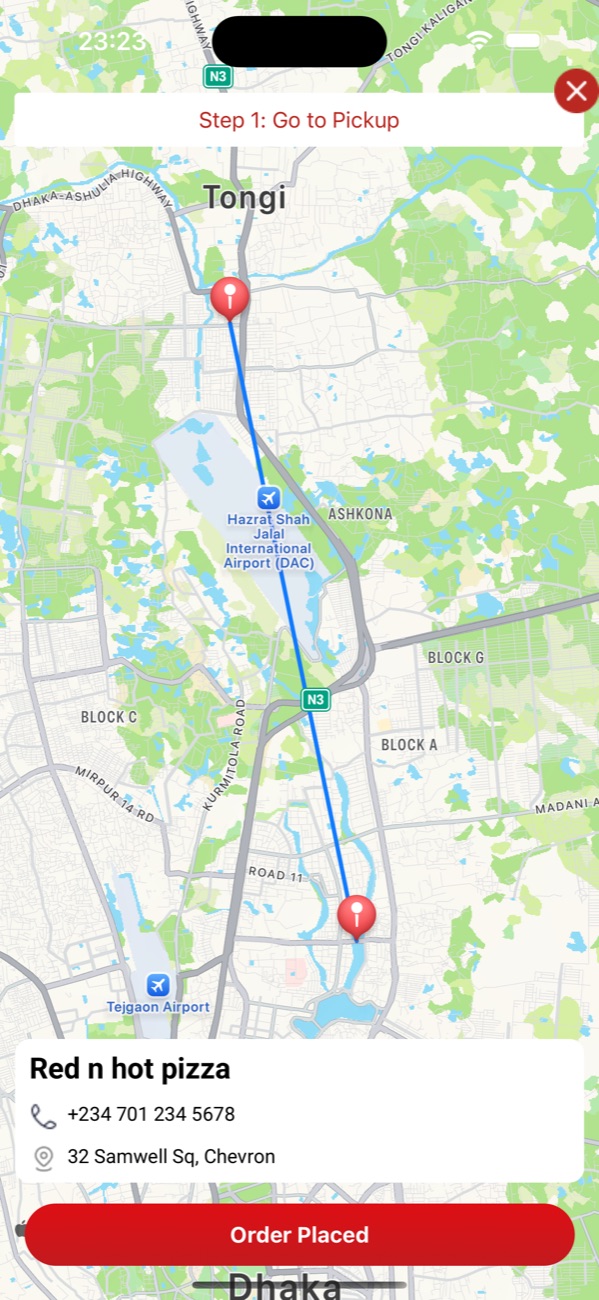 IGHWAY
23:23
TONGI KALIGAN
N3
Step 1: Go to Pickup
DHAKA-ASHULIA HIGHWAY
Tongi
Hazrat Shah
Jalal
International
Airport (DAC)
ASHKONA
BLOCK G
N3
BLOCK C
KURMITOLA ROAD
BLOCK A
MIRPUR 14 RD
MADANI A
ROAD 11
Tejgaon Airport
Red n hot pizza
+234 701 234 5678
32 Samwell Sq, Chevron
Order Placed
Dhaka